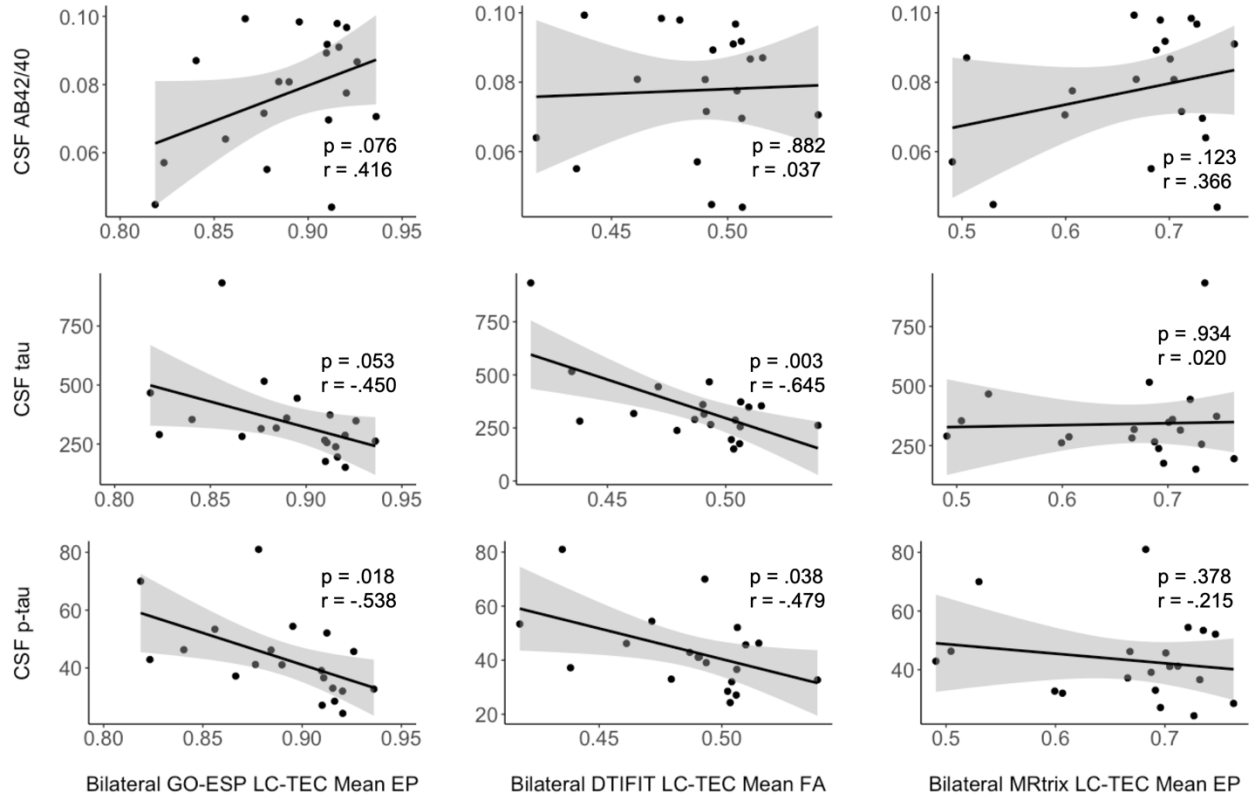 CSF AB42/40
0.10
0.08
0.06
p = .076
r = .416
0.80 0.85 0.90 0.95
0.10
0.08
0.06
p = .882
r = .037
0.45 0.50
0.10
0.08
0.06
p = .123
r = .366
0.5 0.6 0.7
CSF tau
750
500
250
p = .053
r = -.450
0.80 0.85 0.90 0.95
750
500
250
0
p = .003
r = -.645
0.45 0.50
750
500
250
p = .934
r = .020
0.5 0.6 0.7
CSF p-tau
80
60
40
p = .018
r = -.538
0.80 0.85 0.90 0.95
80
60
40
20
p = .038
r = -.479
0.45 0.50
80
60
40
p = .378
r = -.215
0.5 0.6 0.7
Bilateral GO-ESP LC-TEC Mean EP
Bilateral DTIFIT LC-TEC Mean FA
Bilateral MRtrix LC-TEC Mean EP